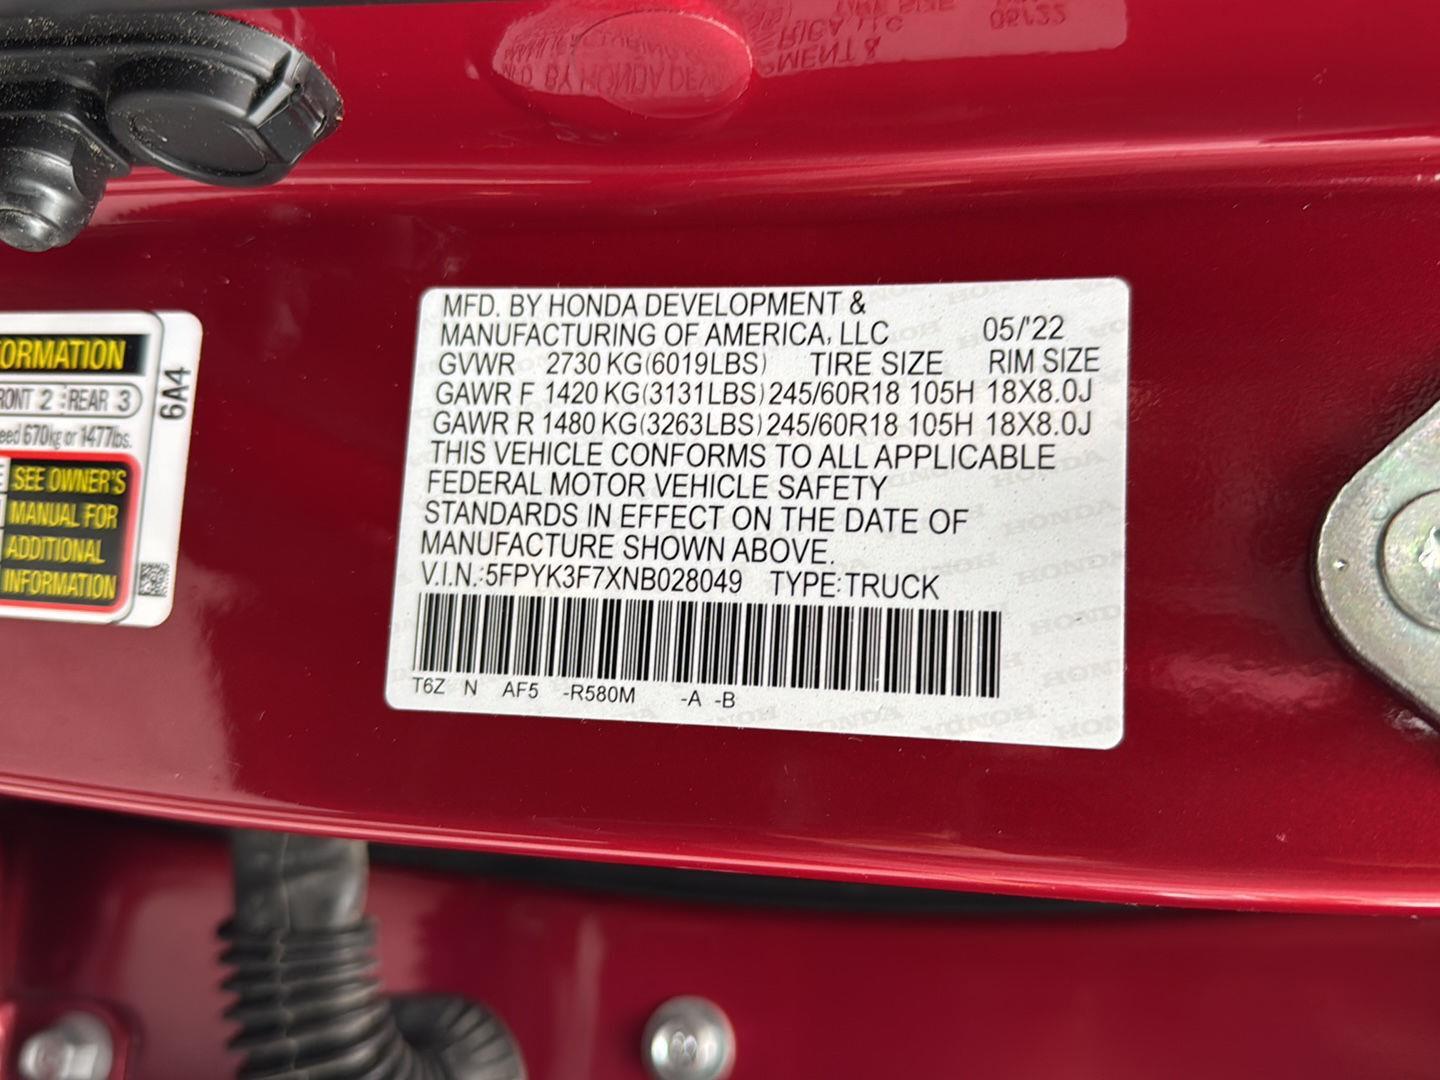 MFD. BY HONDA DEVELOPMENT &
MANUFACTURING OF AMERICA, LLC 05/'22
GVWR 2730 KG(6019LBS) TIRE SIZE RIM SIZE
GAWR F 1420 KG(3131LBS) 245/60R18 105H 18X8.0J
GAWR R 1480 KG(3263LBS) 245/60R18 105H 18X8.0J
THIS VEHICLE CONFORMS TO ALL APPLICABLE
FEDERAL MOTOR VEHICLE SAFETY
STANDARDS IN EFFECT ON THE DATE OF
MANUFACTURE SHOWN ABOVE.
V.I.N.:5FPYK3F7XNB028049 TYPE:TRUCK
T6Z N AF5 -R580M -A -B
ORMATION
RONT 2 REAR 3
eed 670kg or 1477lbs.
SEE OWNER'S
MANUAL FOR
ADDITIONAL
INFORMATION
6A4